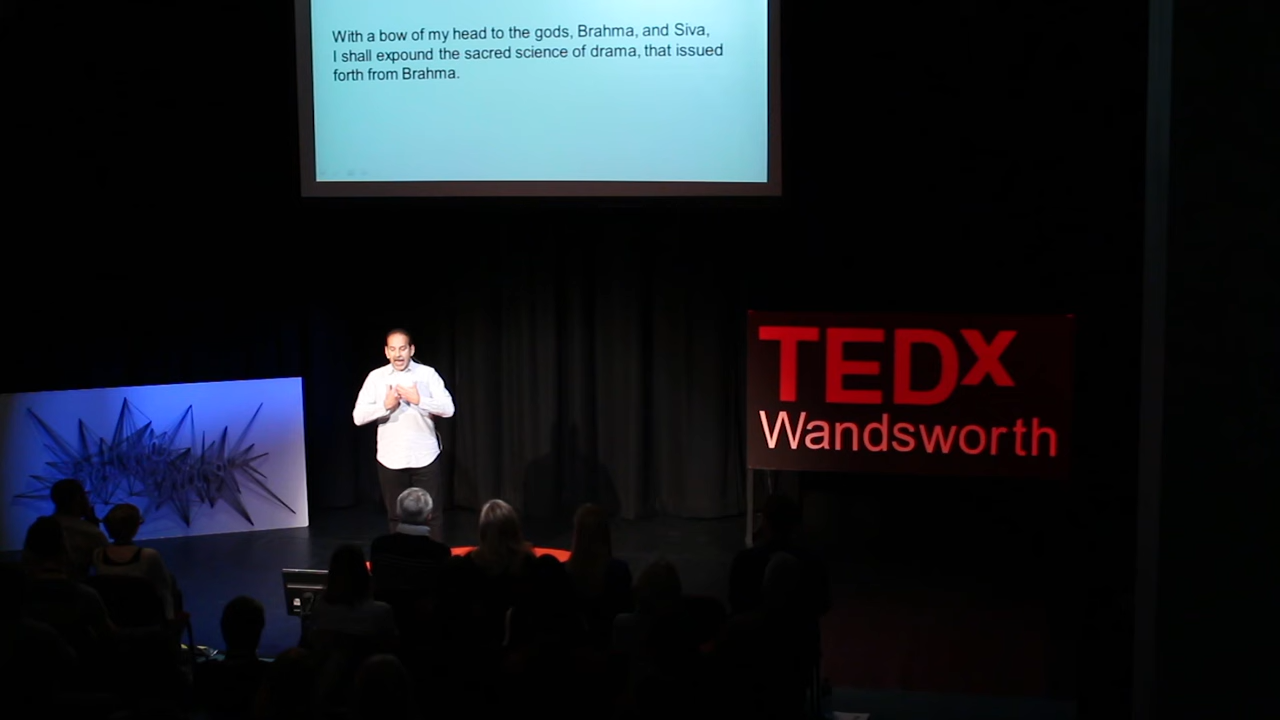 With a bow of my head to the gods, Brahma, and Siva,
I shall expound the sacred science of drama, that issued
forth from Brahma.
TEDx
Wandsworth